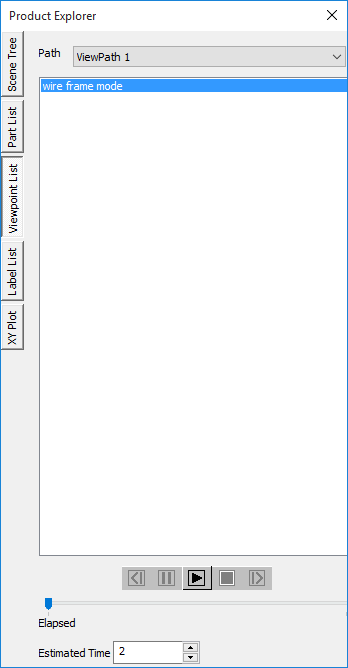 Product Explorer
Scene Tree
Part List
Viewpoint List
Label List
XY Plot
Path
ViewPath 1
wire frame mode
Elapsed
Estimated Time 2